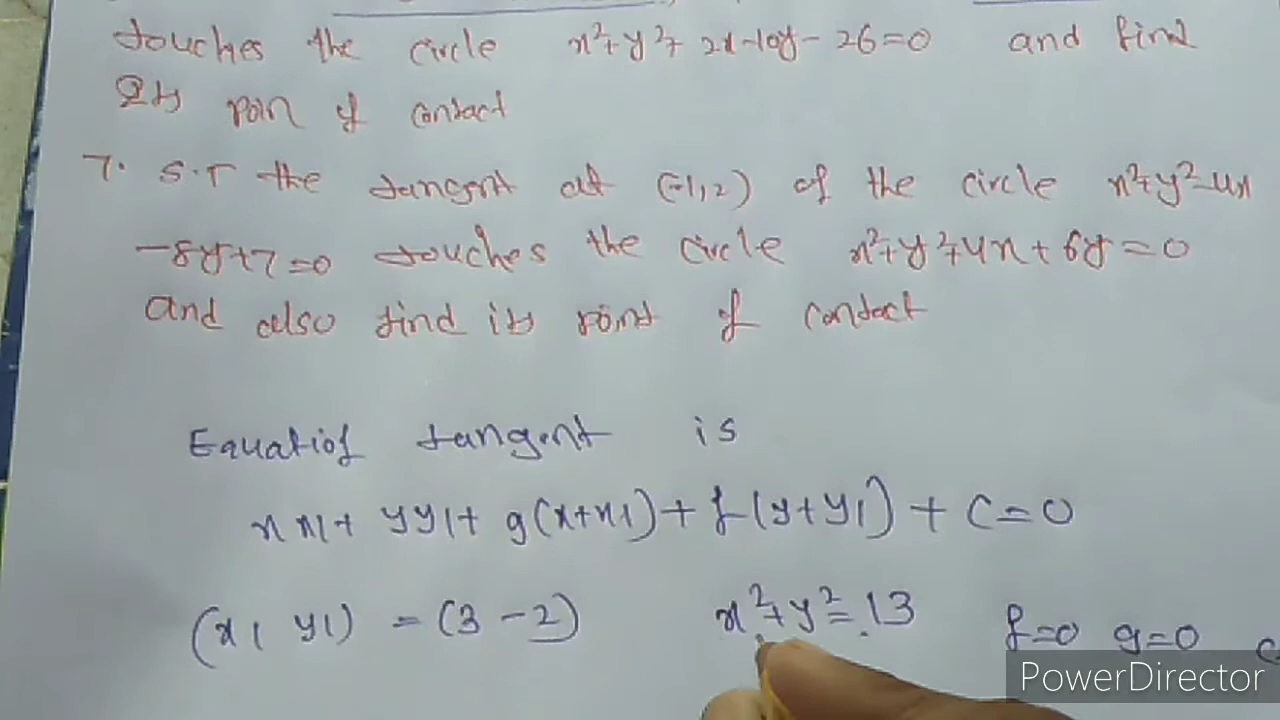 touches the circle x²+y²+2x-10y-26=0 and find
its poin of contact
7. S.T the tangent at (-1,2) of the circle x²+y²-4x
-8y+7=0 touches the circle x²+y²+4x+6y=0
and also find its point of contact
Equatiof tangent is
xx1+yy1+g(x+x1)+f(y+y1)+c=0
(x1 y1) = (3 -2) x²+y²=13 f=0 g=0 c
PowerDirector